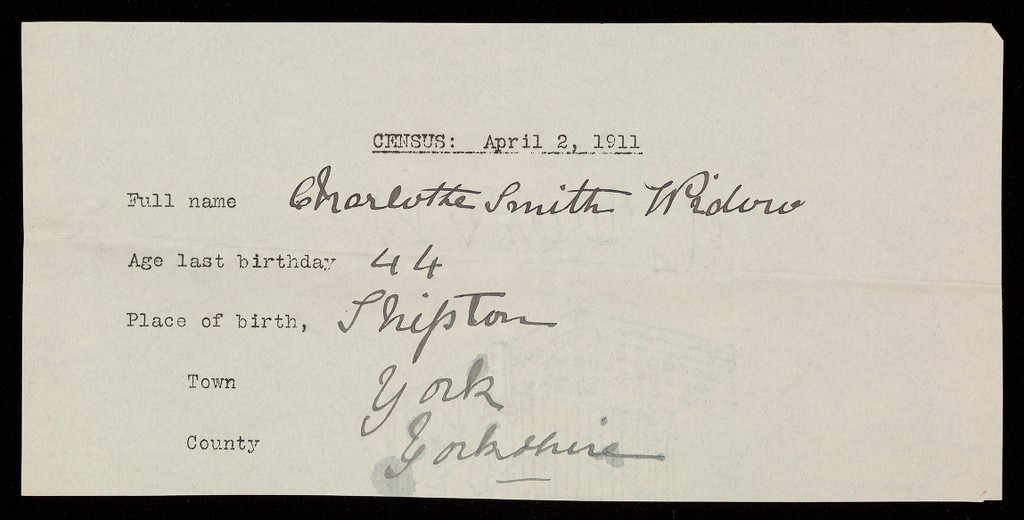 CENSUS: April 2, 1911
Full name Charlotte Smith Widow
Age last birthday 44
Place of birth, Shipton
Town York
County Yorkshire